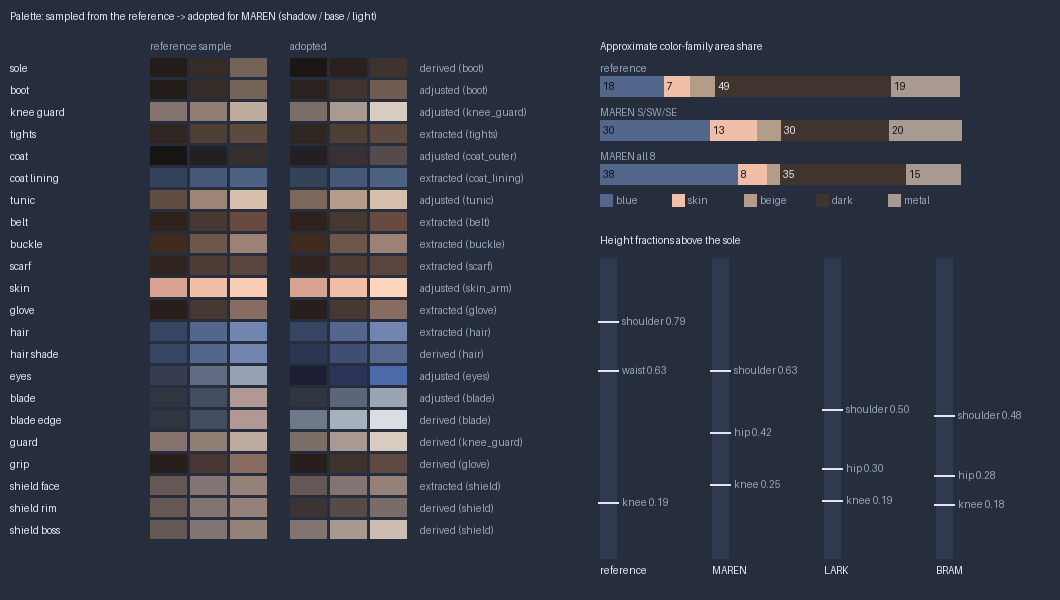 Palette: sampled from the reference -> adopted for MAREN (shadow / base / light)
reference sample
adopted
sole
derived (boot)
boot
adjusted (boot)
knee guard
adjusted (knee_guard)
tights
extracted (tights)
coat
adjusted (coat_outer)
coat lining
extracted (coat_lining)
tunic
adjusted (tunic)
belt
extracted (belt)
buckle
extracted (buckle)
scarf
extracted (scarf)
skin
adjusted (skin_arm)
glove
extracted (glove)
hair
extracted (hair)
hair shade
derived (hair)
eyes
adjusted (eyes)
blade
adjusted (blade)
blade edge
derived (blade)
guard
derived (knee_guard)
grip
derived (glove)
shield face
extracted (shield)
shield rim
derived (shield)
shield boss
derived (shield)
Approximate color-family area share
reference
18 7 49 19
MAREN S/SW/SE
30 13 30 20
MAREN all 8
38 8 35 15
blue skin beige dark metal
Height fractions above the sole
shoulder 0.79
waist 0.63
knee 0.19
reference
shoulder 0.63
hip 0.42
knee 0.25
MAREN
shoulder 0.50
hip 0.30
knee 0.19
LARK
shoulder 0.48
hip 0.28
knee 0.18
BRAM